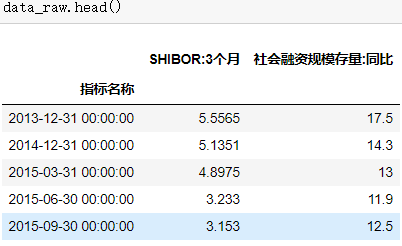 data_raw.head()
SHIBOR:3个月 社会融资规模存量:同比
指标名称
2013-12-31 00:00:00 5.5565 17.5
2014-12-31 00:00:00 5.1351 14.3
2015-03-31 00:00:00 4.8975 13
2015-06-30 00:00:00 3.233 11.9
2015-09-30 00:00:00 3.153 12.5